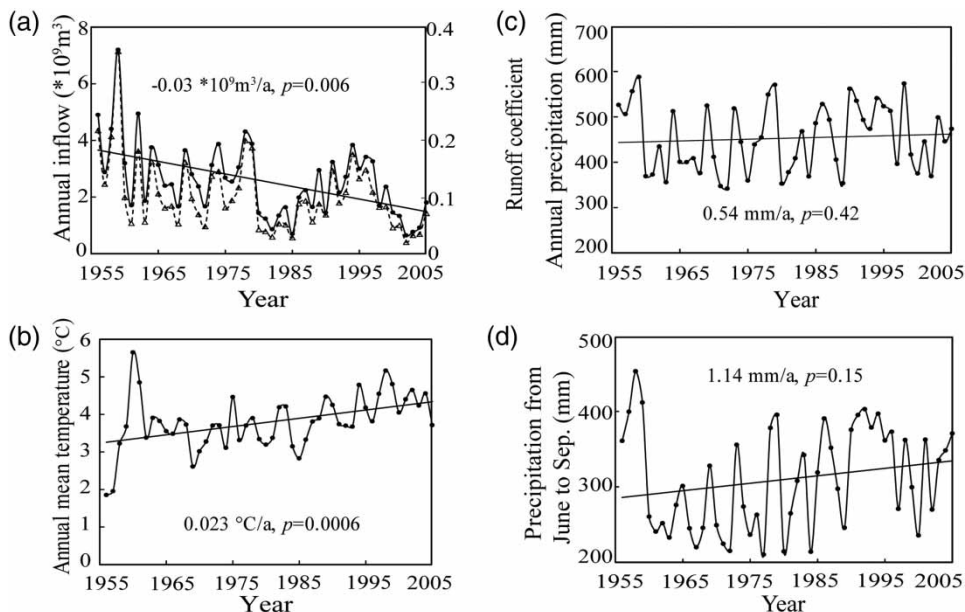 (a)
Annual inflow (*10⁹m³)
8
6
4
2
0
0.4
0.3
0.2
0.1
0.0
-0.03 *10⁹m³/a, p=0.006
1955 1965 1975 1985 1995 2005
Year
Runoff coefficient
(b)
Annual mean temperature (°C)
6
5
4
3
2
1
0
0.023 °C/a, p=0.0006
1955 1965 1975 1985 1995 2005
Year
(c)
Annual precipitation (mm)
600
500
400
300
200
0.54 mm/a, p=0.42
1955 1965 1975 1985 1995 2005
Year
(d)
Precipitation from
June to Sep. (mm)
500
400
300
200
1.14 mm/a, p=0.15
1955 1965 1975 1985 1995 2005
Year